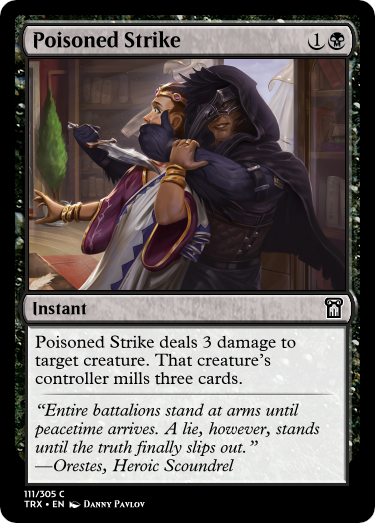 Poisoned Strike 1
Instant
Poisoned Strike deals 3 damage to
target creature. That creature's
controller mills three cards.
“Entire battalions stand at arms until
peacetime arrives. A lie, however, stands
until the truth finally slips out.”
—Orestes, Heroic Scoundrel
111/305 C
TRX • EN Danny Pavlov